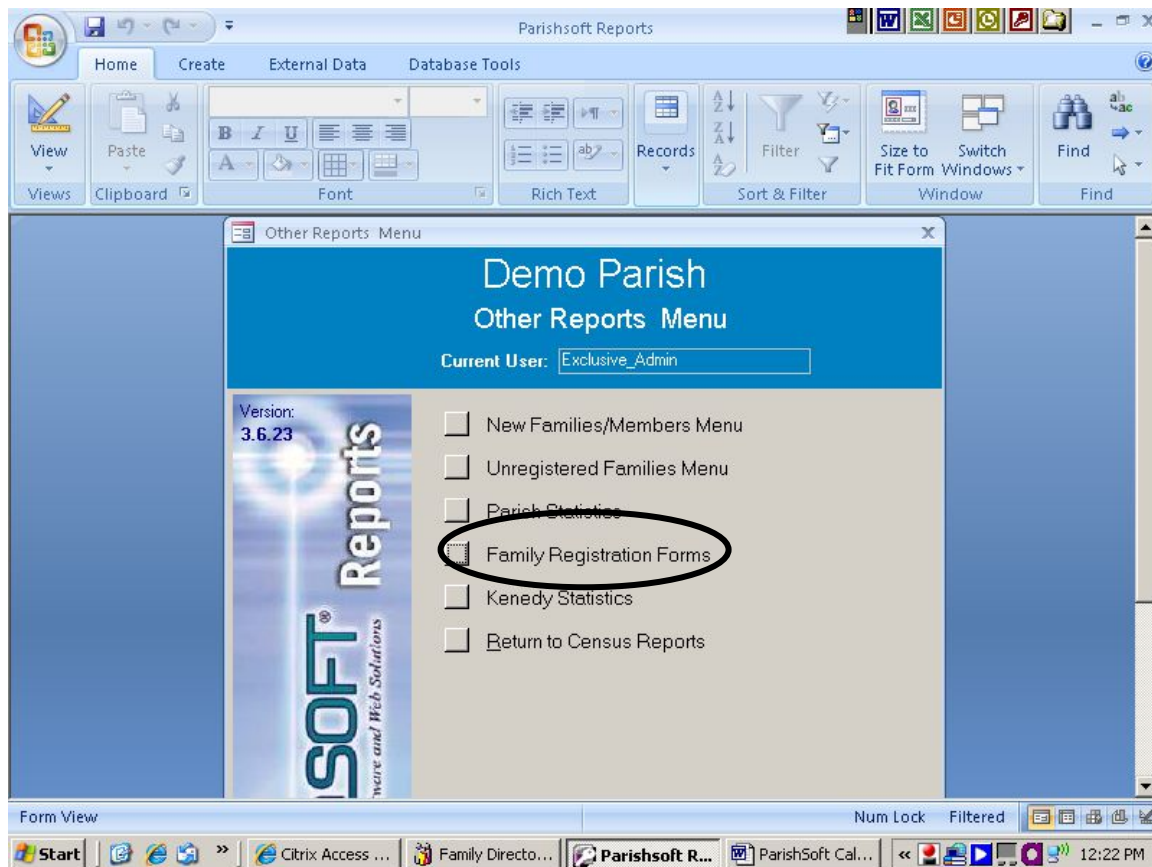 Parishsoft Reports
Home Create External Data Database Tools
View
Paste
B I U
A
Records
Filter
Size to Fit Form
Switch Windows
Find
Views Clipboard Font Rich Text Sort & Filter Window Find
Other Reports Menu
Demo Parish
Other Reports Menu
Current User: Exclusive_Admin
Version:
3.6.23
Reports
SOFT®
ware and Web Solutions
New Families/Members Menu
Unregistered Families Menu
Parish Statistics
Family Registration Forms
Kenedy Statistics
Return to Census Reports
Form View Num Lock Filtered
Start Citrix Access ... Family Directo... Parishsoft R... ParishSoft Cal... 12:22 PM